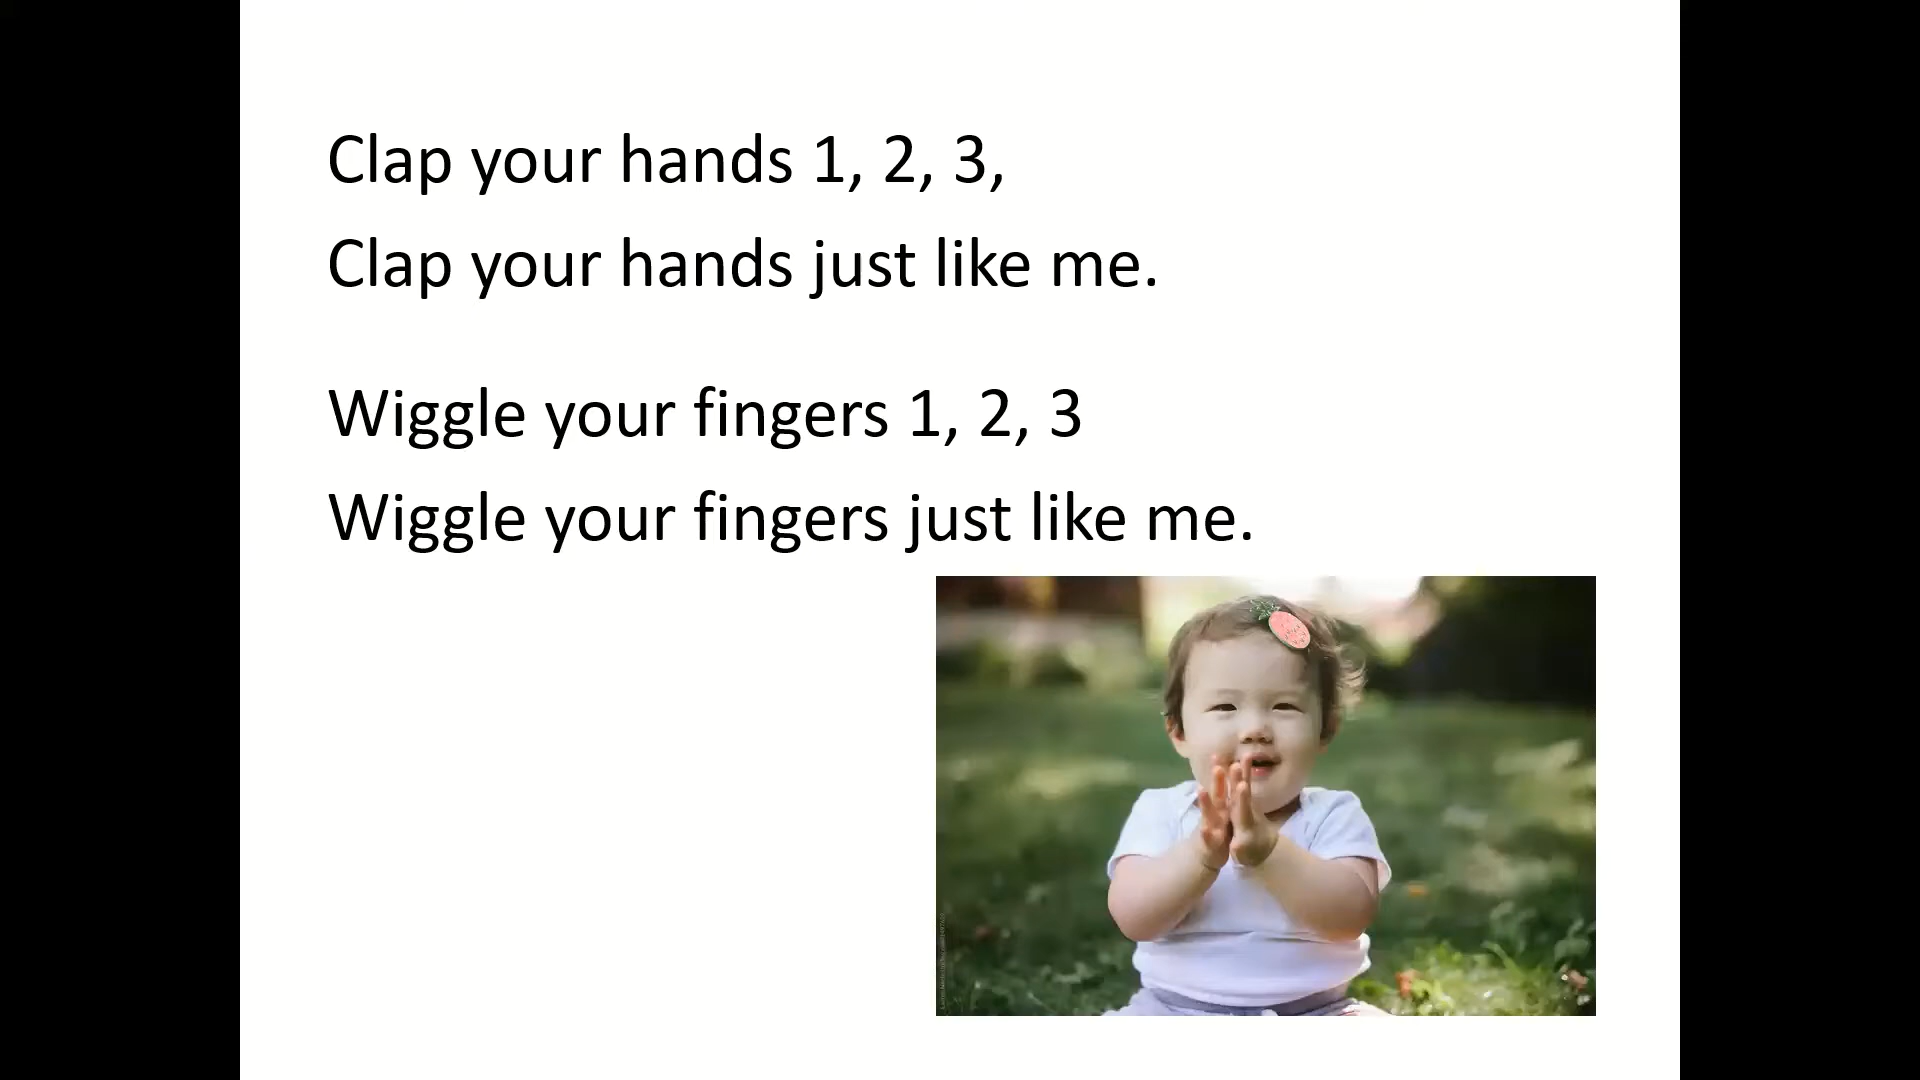 Clap your hands 1, 2, 3,
Clap your hands just like me.
Wiggle your fingers 1, 2, 3
Wiggle your fingers just like me.